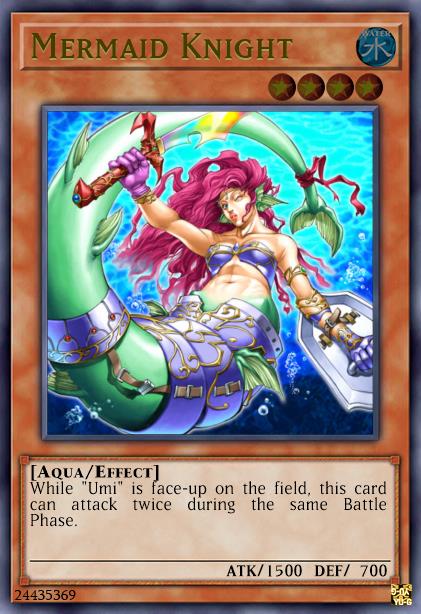 MERMAID KNIGHT
WATER
水
[AQUA/EFFECT]
While "Umi" is face-up on the field, this card
can attack twice during the same Battle
Phase.
ATK/1500 DEF/ 700
24435369